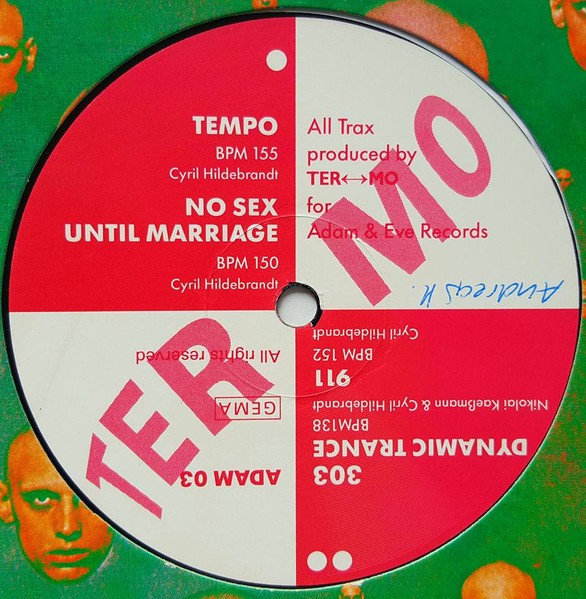 TEMPO
BPM 155
Cyril Hildebrandt
NO SEX
UNTIL MARRIAGE
BPM 150
Cyril Hildebrandt
All Trax
produced by
TER↔MO
for
Adam & Eve Records
TER MO
Andreas
303
DYNAMIC TRANCE
BPM138
Nikolai Kaeßmann & Cyril Hildebrandt
911
BPM 152
Cyril Hildebrandt
ADAM 03
GEMA
All rights reserved